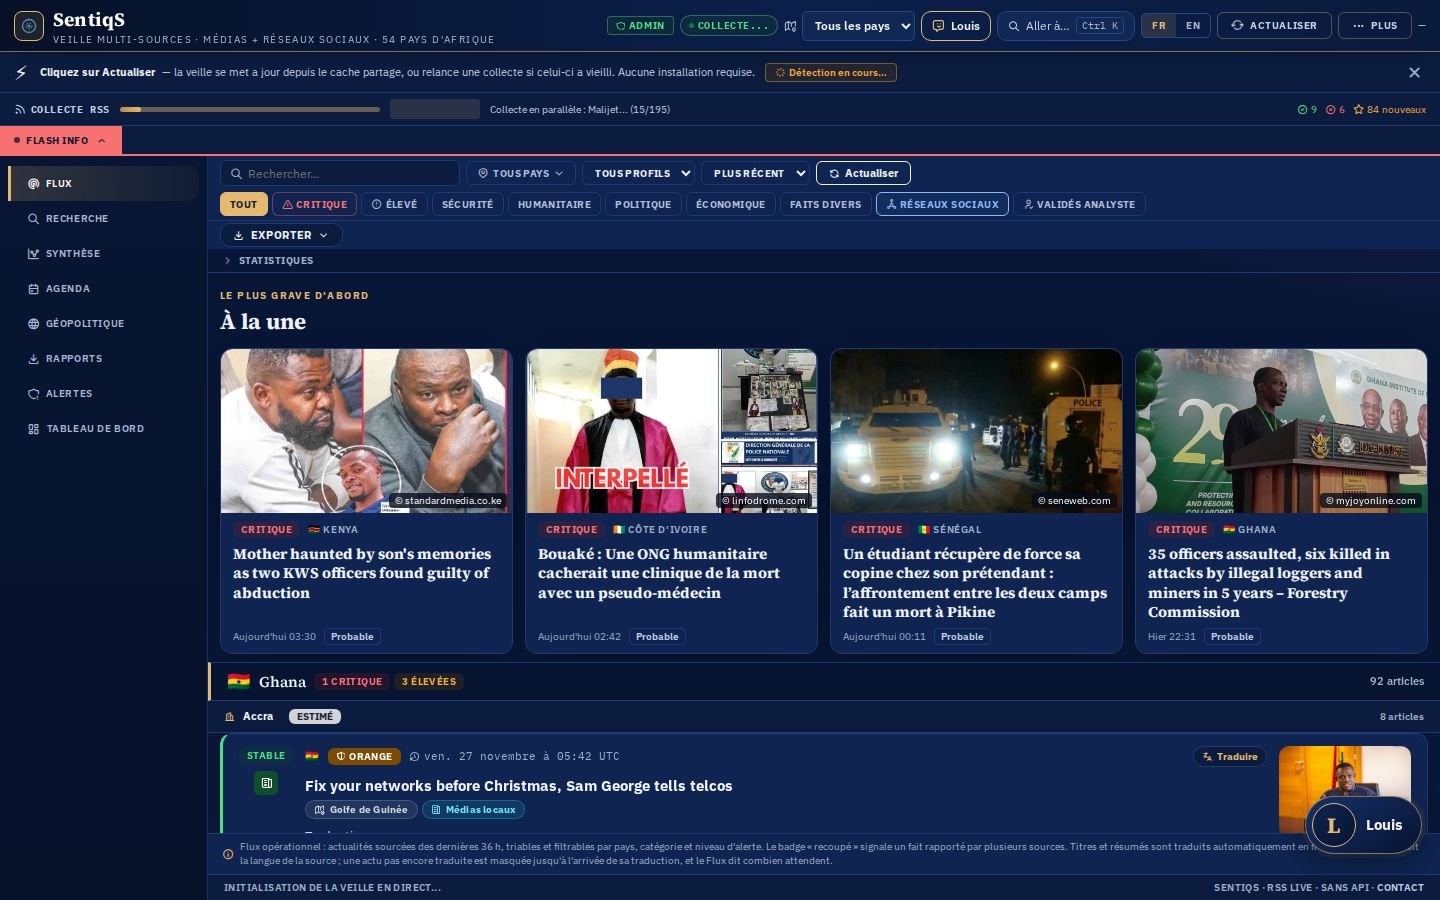 SentiqS
VEILLE MULTI-SOURCES · MÉDIAS + RÉSEAUX SOCIAUX · 54 PAYS D'AFRIQUE
ADMIN
COLLECTE...
Tous les pays
Louis
Aller à...
Ctrl K
FR
EN
ACTUALISER
PLUS
Cliquez sur Actualiser — la veille se met a jour depuis le cache partage, ou relance une collecte si celui-ci a vieilli. Aucune installation requise.
Détection en cours...
COLLECTE RSS
Collecte en parallèle : Malijet... (15/195)
9
6
84 nouveaux
FLASH INFO
FLUX
RECHERCHE
SYNTHÈSE
AGENDA
GÉOPOLITIQUE
RAPPORTS
ALERTES
TABLEAU DE BORD
Rechercher...
TOUS PAYS
TOUS PROFILS
PLUS RÉCENT
Actualiser
TOUT
CRITIQUE
ÉLEVÉ
SÉCURITÉ
HUMANITAIRE
POLITIQUE
ÉCONOMIQUE
FAITS DIVERS
RÉSEAUX SOCIAUX
VALIDÉS ANALYSTE
EXPORTER
STATISTIQUES
LE PLUS GRAVE D'ABORD
À la une
© standardmedia.co.ke
CRITIQUE
KENYA
Mother haunted by son's memories
as two KWS officers found guilty of
abduction
Aujourd'hui 03:30
Probable
INTERPELLÉ
DIRECTION GÉNÉRALE DE LA
POLICE NATIONALE
© linfodrome.com
CRITIQUE
CÔTE D'IVOIRE
Bouaké : Une ONG humanitaire
cacherait une clinique de la mort
avec un pseudo-médecin
Aujourd'hui 02:42
Probable
POLICE
© seneweb.com
CRITIQUE
SÉNÉGAL
Un étudiant récupère de force sa
copine chez son prétendant :
l'affrontement entre les deux camps
fait un mort à Pikine
Aujourd'hui 00:11
Probable
GHANA INSTITUTE OF
© myjoyonline.com
CRITIQUE
GHANA
35 officers assaulted, six killed in
attacks by illegal loggers and
miners in 5 years – Forestry
Commission
Hier 22:31
Probable
Ghana
1 CRITIQUE
3 ÉLEVÉES
92 articles
Accra
ESTIMÉ
8 articles
STABLE
ORANGE
ven. 27 novembre à 05:42 UTC
Traduire
Fix your networks before Christmas, Sam George tells telcos
Golfe de Guinée
Médias locaux
L
Louis
Flux opérationnel : actualités sourcées des dernières 36 h, triables et filtrables par pays, catégorie et niveau d'alerte. Le badge « recoupé » signale un fait rapporté par plusieurs sources. Titres et résumés sont traduits automatiquement en
la langue de la source ; une actu pas encore traduite est masquée jusqu'à l'arrivée de sa traduction, et le Flux dit combien attendent.
INITIALISATION DE LA VEILLE EN DIRECT...
SENTIQS · RSS LIVE · SANS API · CONTACT